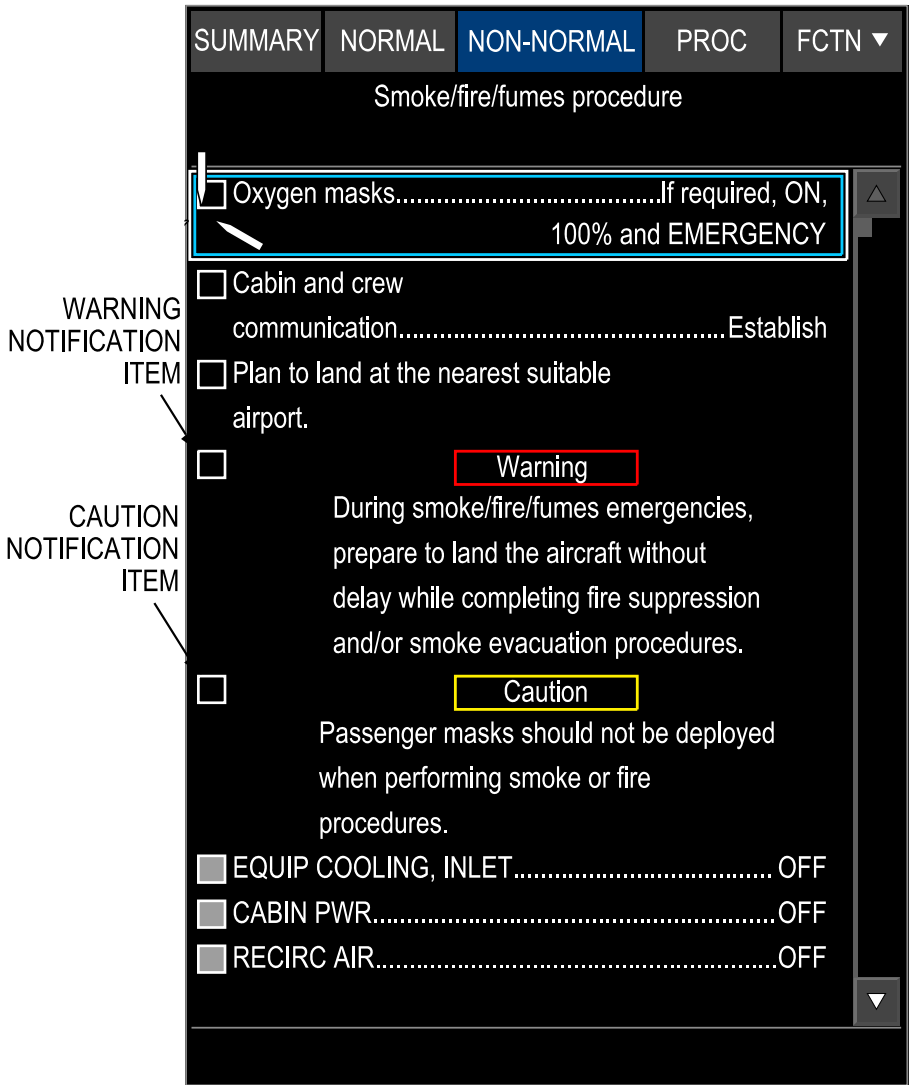 SUMMARY NORMAL NON-NORMAL PROC FCTN ▼
Smoke/fire/fumes procedure
Oxygen masks.......................................If required, ON,
100% and EMERGENCY
Cabin and crew
communication.................................................Establish
Plan to land at the nearest suitable
airport.
WARNING
NOTIFICATION
ITEM
Warning
During smoke/fire/fumes emergencies,
prepare to land the aircraft without
delay while completing fire suppression
and/or smoke evacuation procedures.
CAUTION
NOTIFICATION
ITEM
Caution
Passenger masks should not be deployed
when performing smoke or fire
procedures.
EQUIP COOLING, INLET.......................................OFF
CABIN PWR............................................................OFF
RECIRC AIR............................................................OFF